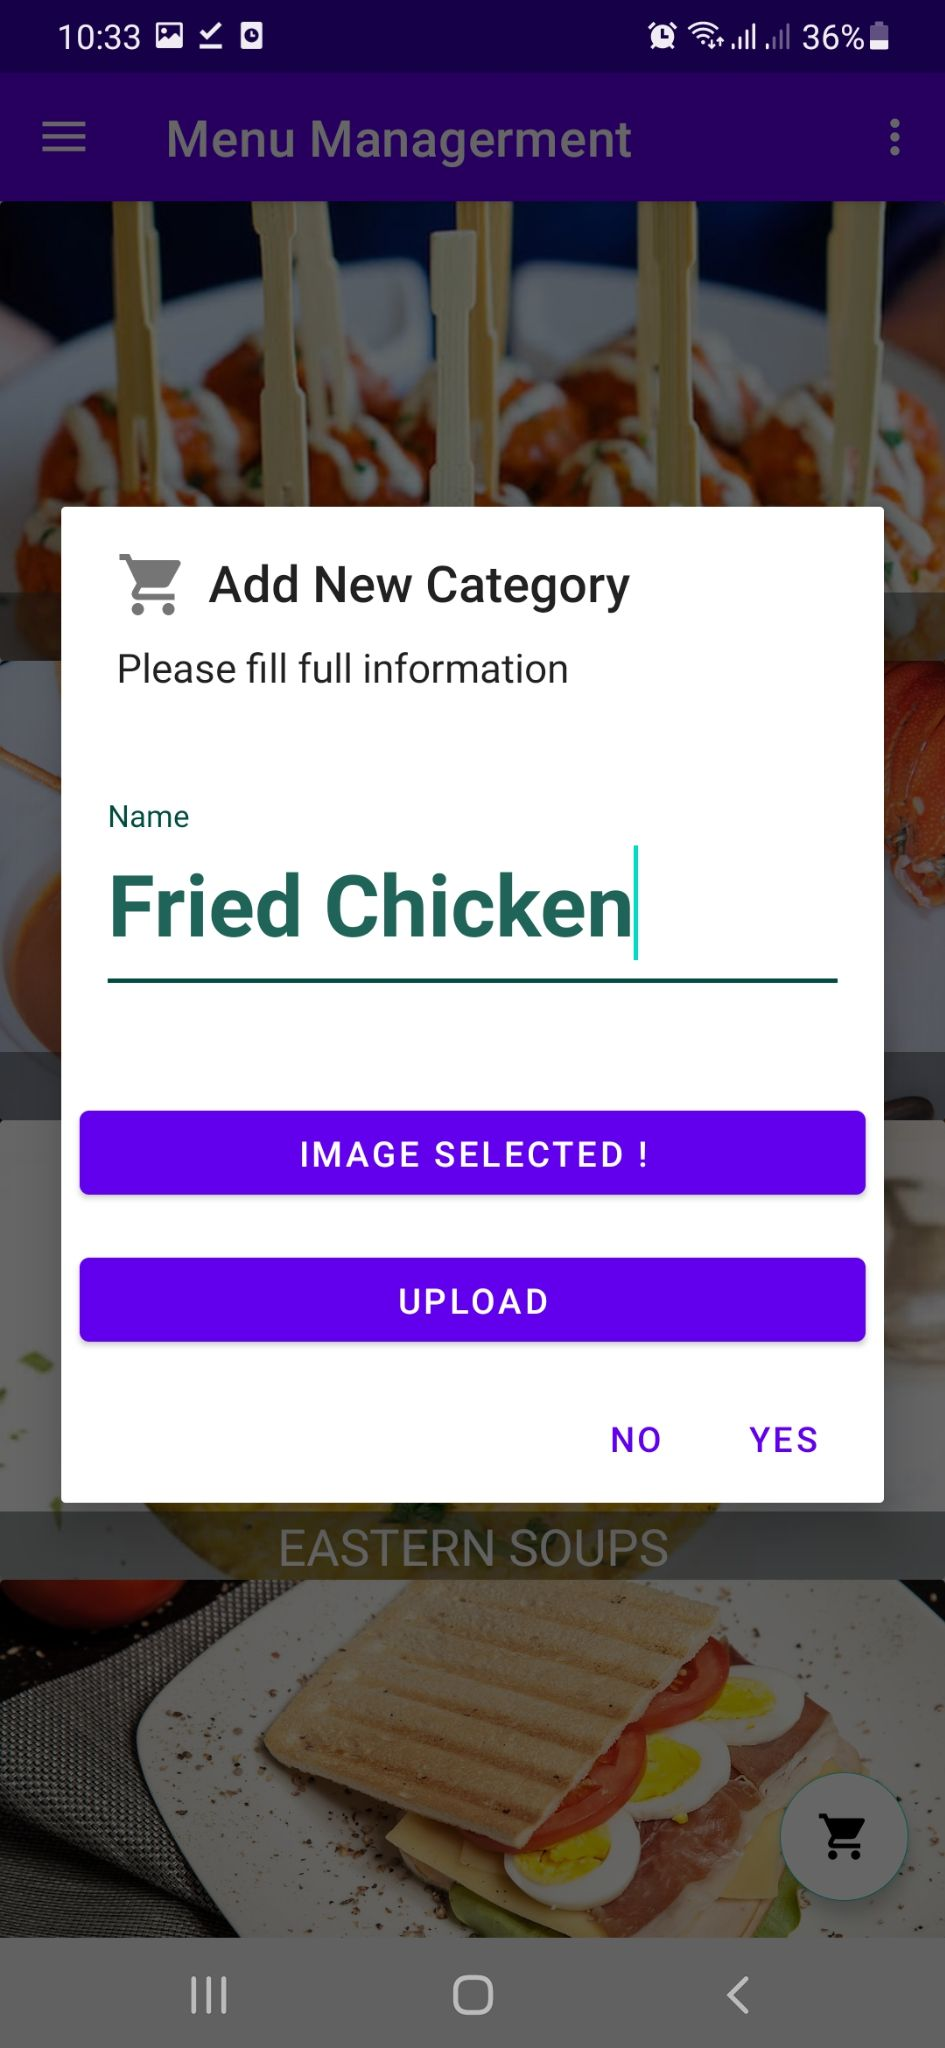 10:33
36%
Menu Managerment
Add New Category
Please fill full information
Name
Fried Chicken
IMAGE SELECTED !
UPLOAD
NO YES
EASTERN SOUPS